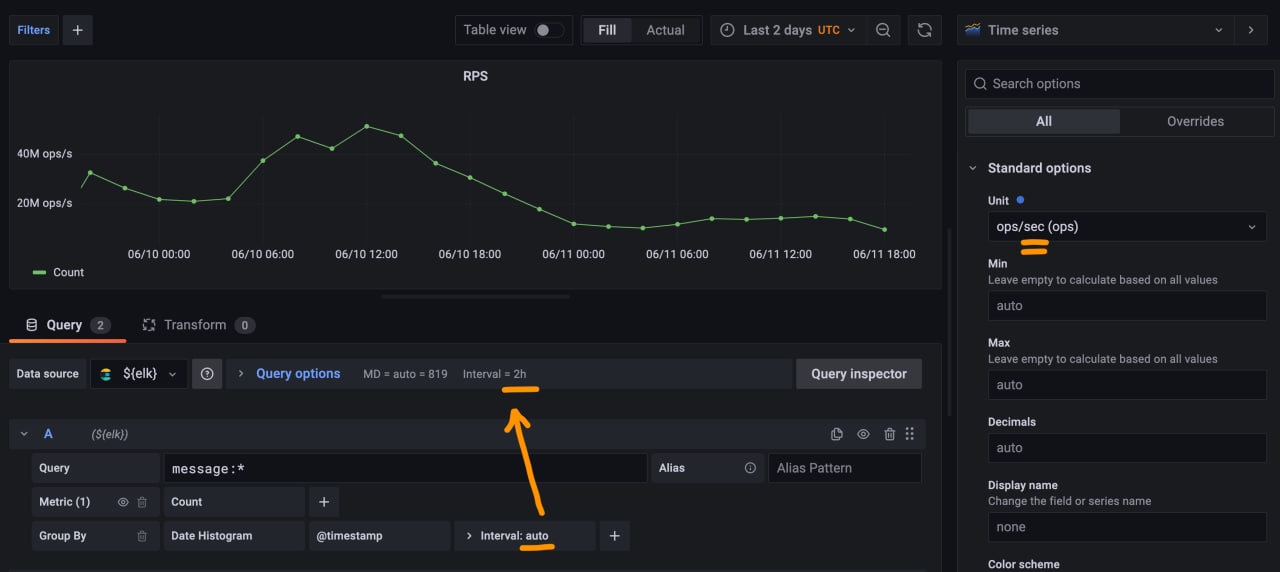 Filters
+
Table view
Fill
Actual
Last 2 days UTC
Time series
RPS
40M ops/s
20M ops/s
06/10 00:00 06/10 06:00 06/10 12:00 06/10 18:00 06/11 00:00 06/11 06:00 06/11 12:00 06/11 18:00
Count
Query 2
Transform 0
Data source
${elk}
Query options MD = auto = 819 Interval = 2h
Query inspector
A (${elk})
Query message:* Alias Alias Pattern
Metric (1) Count +
Group By Date Histogram @timestamp Interval: auto +
Search options
All Overrides
Standard options
Unit
ops/sec (ops)
Min
Leave empty to calculate based on all values
auto
Max
Leave empty to calculate based on all values
auto
Decimals
auto
Display name
Change the field or series name
none
Color scheme